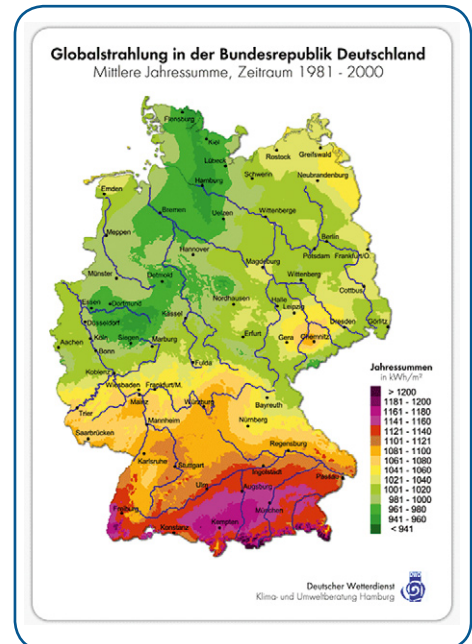 Globalstrahlung in der Bundesrepublik Deutschland
Mittlere Jahressumme, Zeitraum 1981 - 2000
Flensburg
Kiel
Lübeck
Rostock
Greifswald
Hamburg
Schwerin
Neubrandenburg
Emden
Bremen
Uelzen
Wittenberge
Meppen
Berlin
Hannover
Potsdam
Frankfurt/O.
Magdeburg
Münster
Detmold
Wittenberg
Cottbus
Essen
Dortmund
Nordhausen
Halle
Leipzig
Düsseldorf
Kassel
Dresden
Görlitz
Köln
Siegen
Marburg
Erfurt
Gera
Chemnitz
Aachen
Bonn
Koblenz
Fulda
Wiesbaden
Frankfurt/M.
Mainz
Würzburg
Bayreuth
Trier
Mannheim
Nürnberg
Saarbrücken
Karlsruhe
Stuttgart
Regensburg
Ingolstadt
Passau
Ulm
Augsburg
Freiburg
München
Konstanz
Kempten
Jahressummen
in kWh/m²
> 1200
1181 - 1200
1161 - 1180
1141 - 1160
1121 - 1140
1101 - 1121
1081 - 1100
1061 - 1080
1041 - 1060
1021 - 1040
1001 - 1020
981 - 1000
961 - 980
941 - 960
< 941
Deutscher Wetterdienst
Klima- und Umweltberatung Hamburg